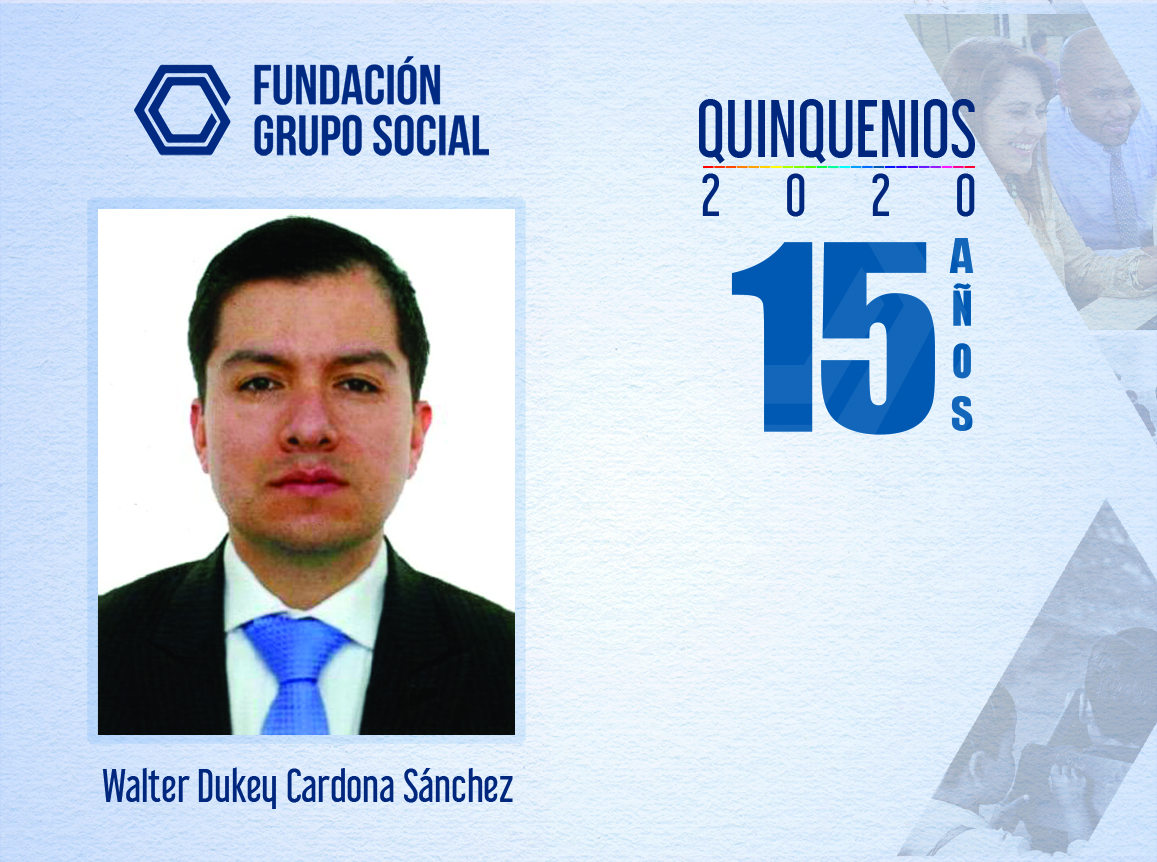 FUNDACIÓN
GRUPO SOCIAL
QUINQUENIOS
2020
15
AÑOS
Walter Dukey Cardona Sánchez